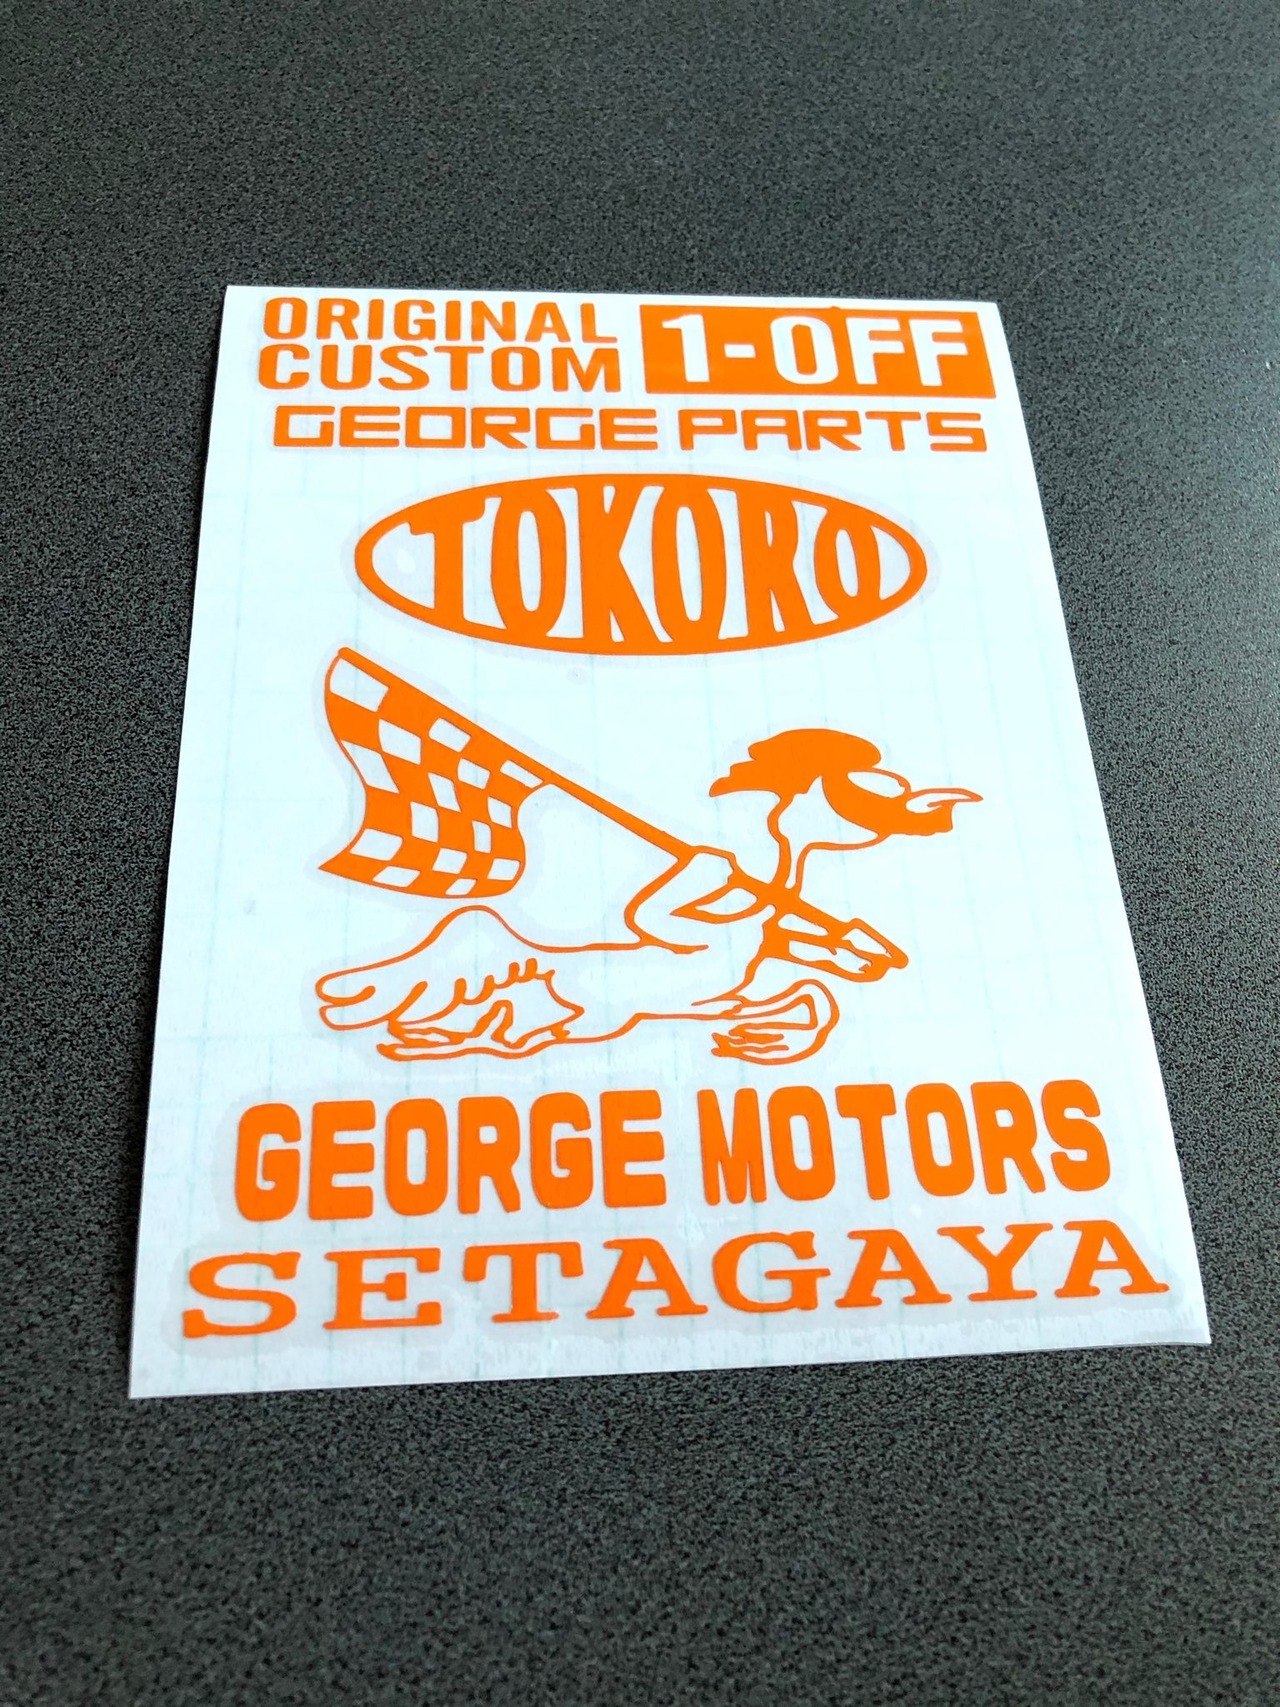 ORIGINAL
CUSTOM
1-OFF
GEORGE PARTS
TOKORO
GEORGE MOTORS
SETAGAYA